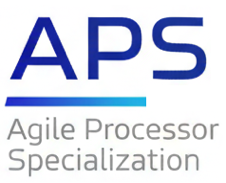 APS
Agile Processor
Specialization